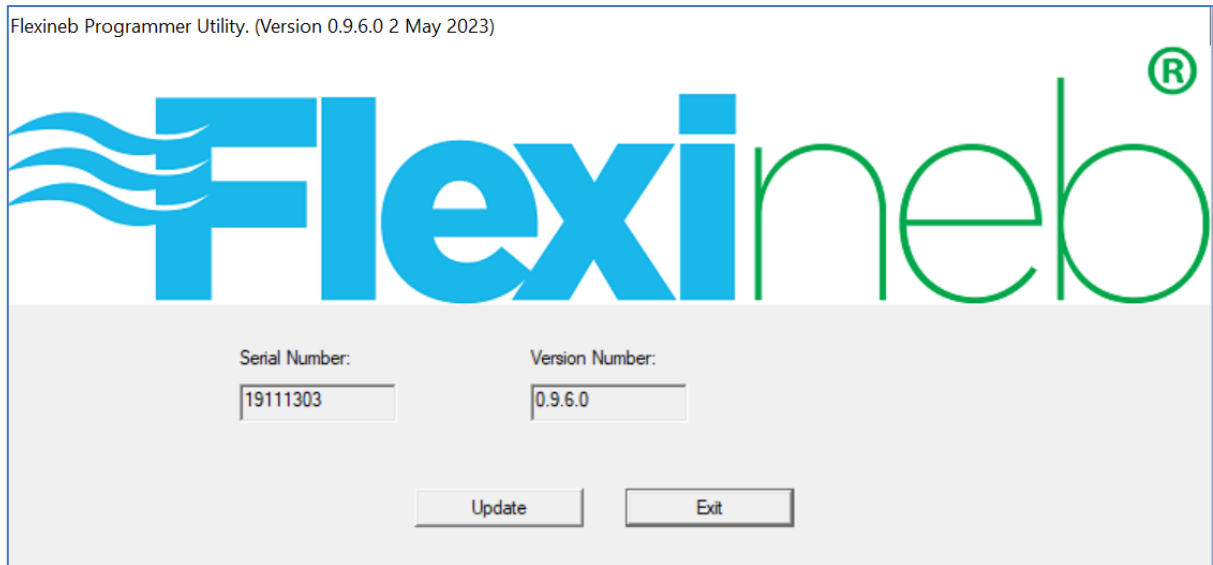 Flexineb Programmer Utility. (Version 0.9.6.0 2 May 2023)
Flexineb®
Serial Number: Version Number:
19111303 0.9.6.0
Update Exit